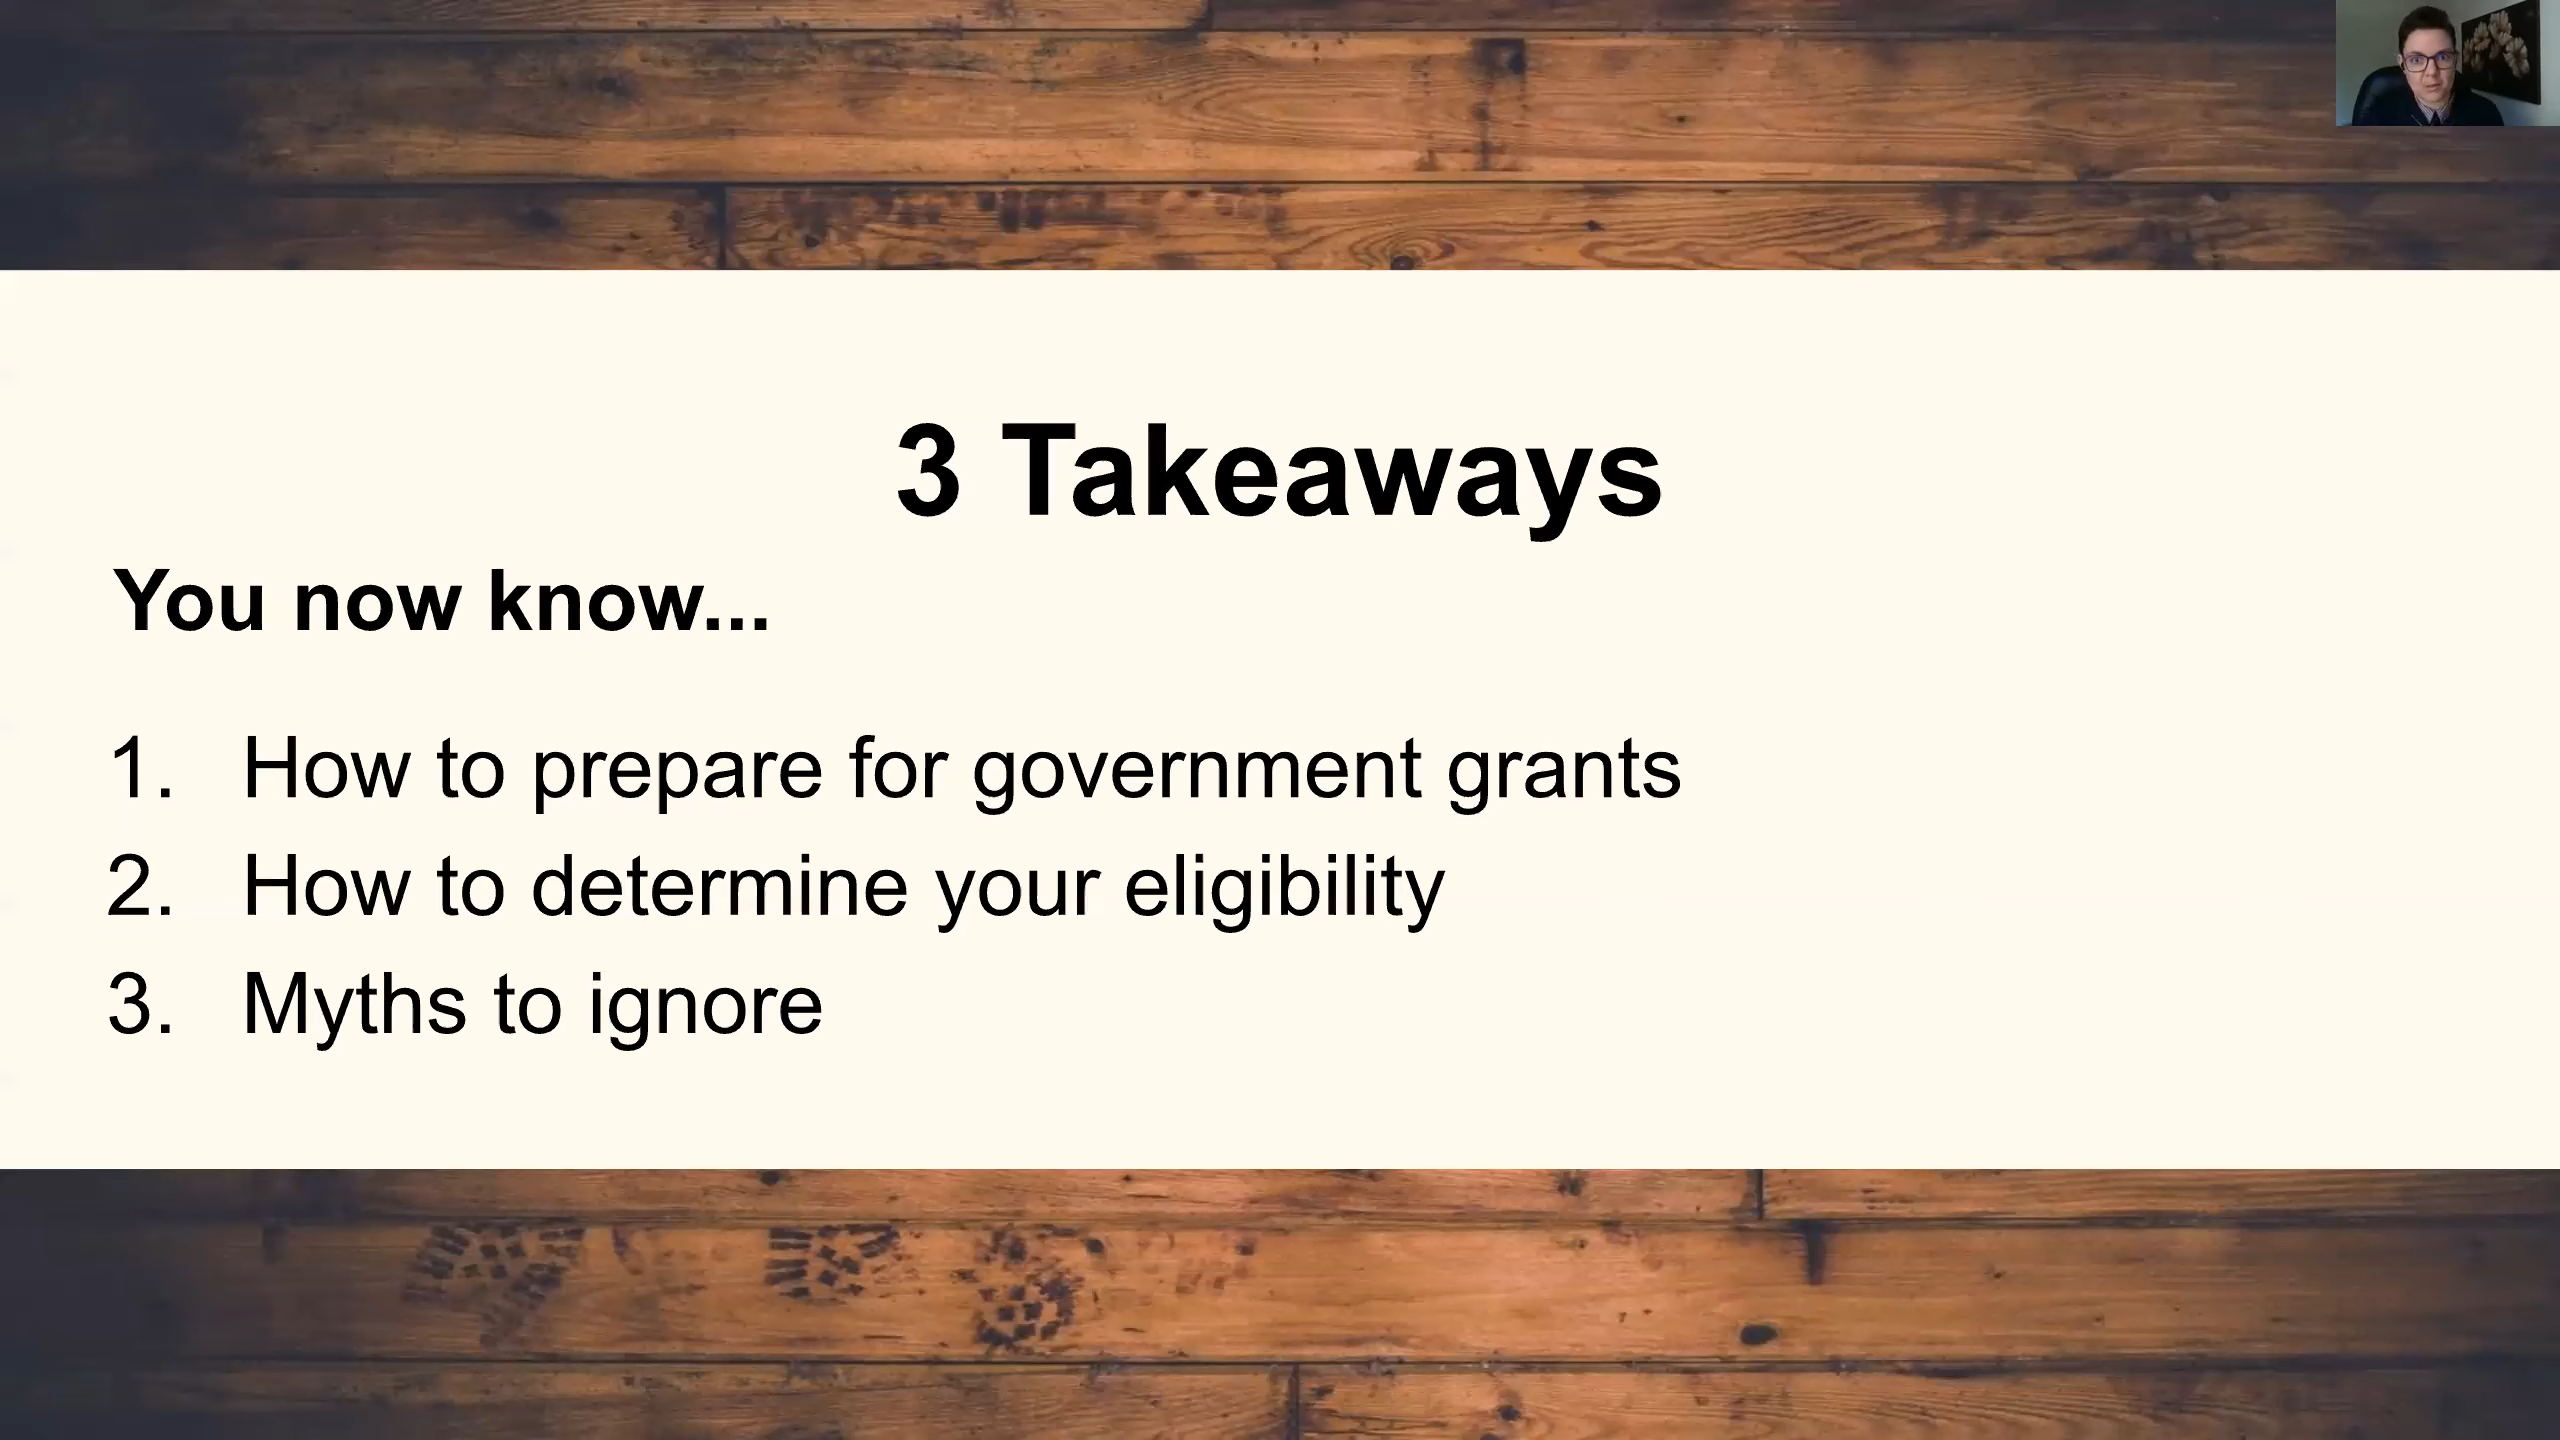 3 Takeaways
You now know...
1. How to prepare for government grants
2. How to determine your eligibility
3. Myths to ignore